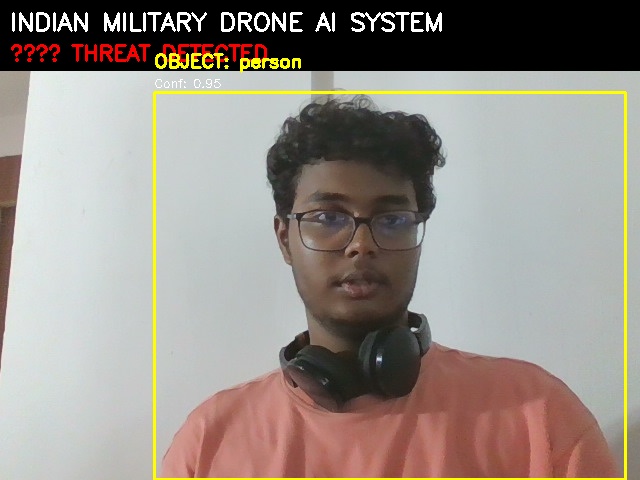 INDIAN MILITARY DRONE AI SYSTEM
???? THREAT DETECTED
OBJECT: person
Conf: 0.95